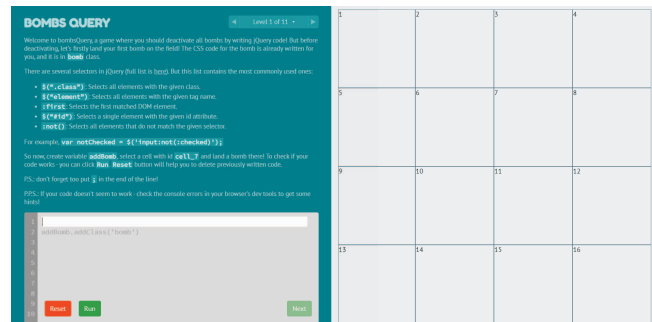 BOMBS QUERY
Level 1 of 11
Welcome to bombsQuery, a game where you should deactivate all bombs by writing jQuery code! But before
deactivating, let's firstly land your first bomb on the field! The CSS code for the bomb is already written for
you, and it is in bomb class.
There are several selectors in jQuery (full list is here). But this list contains the most commonly used ones:
$(".class"): Selects all elements with the given class.
$("element"): Selects all elements with the given tag name.
:first: Selects the first matched DOM element.
$("#id"): Selects a single element with the given id attribute.
:not(): Selects all elements that do not match the given selector.
For example, var notChecked = $('input:not(:checked)');
So now, create variable addBomb, select a cell with id cell_7 and land a bomb there! To check if your
code works - you can click Run. Reset button will help you to delete previously written code.
P.S.: don't forget too put ; in the end of the line!
P.P.S.: If your code doesn't seem to work - check the console errors in your browser's dev tools to get some
hints!
1
2 addBomb.addClass('bomb')
3
4
5
6
7
8
9
10
Reset Run Next
1 2 3 4
5 6 7 8
9 10 11 12
13 14 15 16